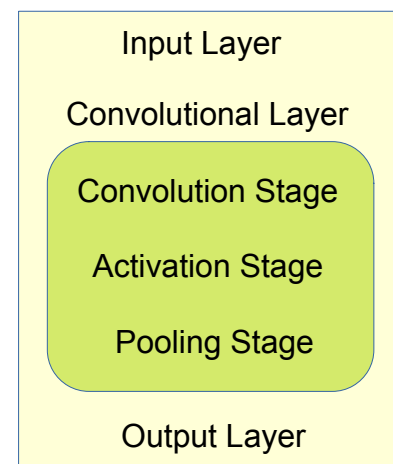 Input Layer
Convolutional Layer
Convolution Stage
Activation Stage
Pooling Stage
Output Layer